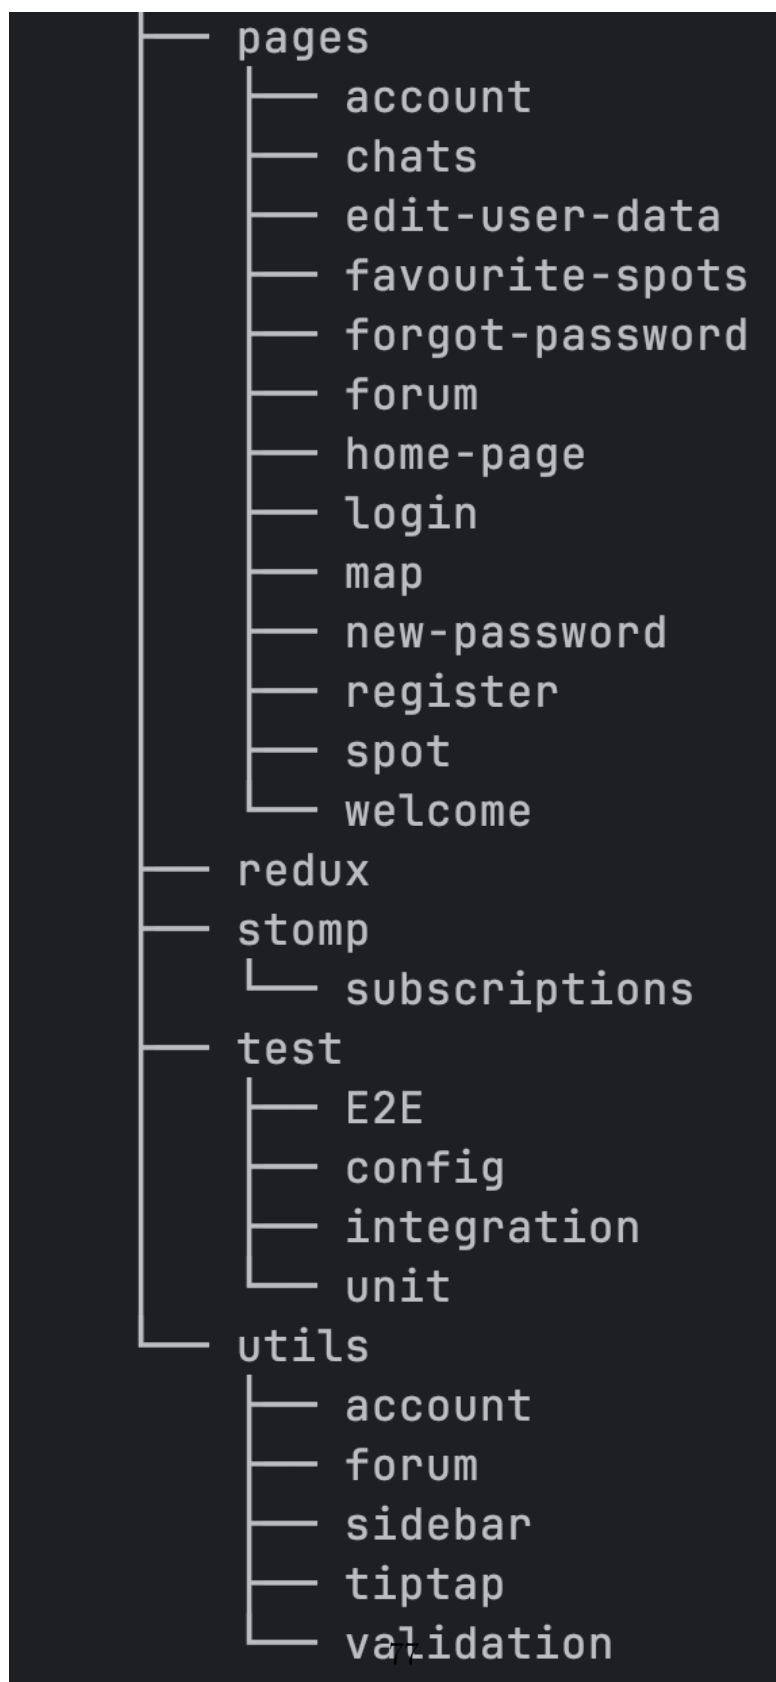 pages
account
chats
edit-user-data
favourite-spots
forgot-password
forum
home-page
login
map
new-password
register
spot
welcome
redux
stomp
subscriptions
test
E2E
config
integration
unit
utils
account
forum
sidebar
tiptap
validation
77